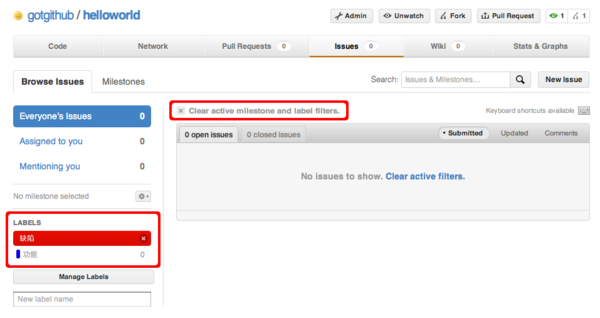 gotgithub / helloworld
Admin Unwatch Fork Pull Request 1 1
Code Network Pull Requests 0 Issues 0 Wiki 0 Stats & Graphs
Browse Issues Milestones Search: Issues & Milestones... New Issue
Everyone's Issues 0
Assigned to you 0
Mentioning you 0
No milestone selected
LABELS
缺陷 ×
功能 0
Manage Labels
New label name
× Clear active milestone and label filters. Keyboard shortcuts available
0 open issues 0 closed issues • Submitted Updated Comments
No issues to show. Clear active filters.